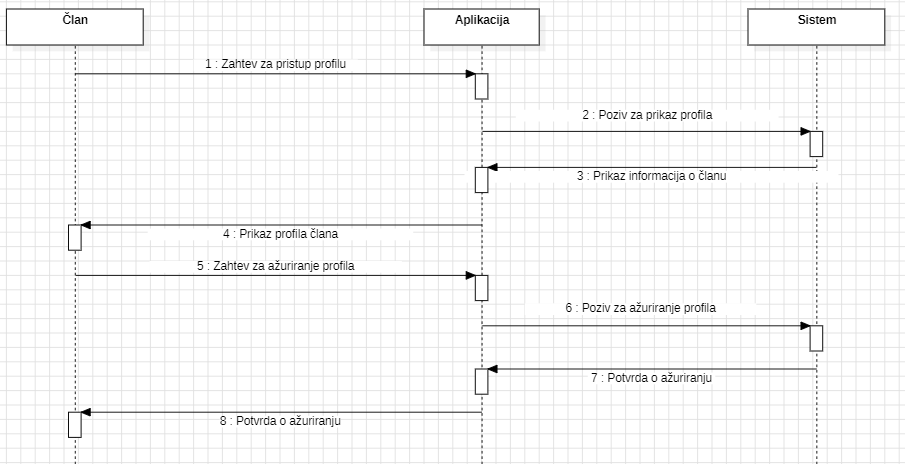 Član
Aplikacija
Sistem
1 : Zahtev za pristup profilu
2 : Poziv za prikaz profila
3 : Prikaz informacija o članu
4 : Prikaz profila člana
5 : Zahtev za ažuriranje profila
6 : Poziv za ažuriranje profila
7 : Potvrda o ažuriranju
8 : Potvrda o ažuriranju